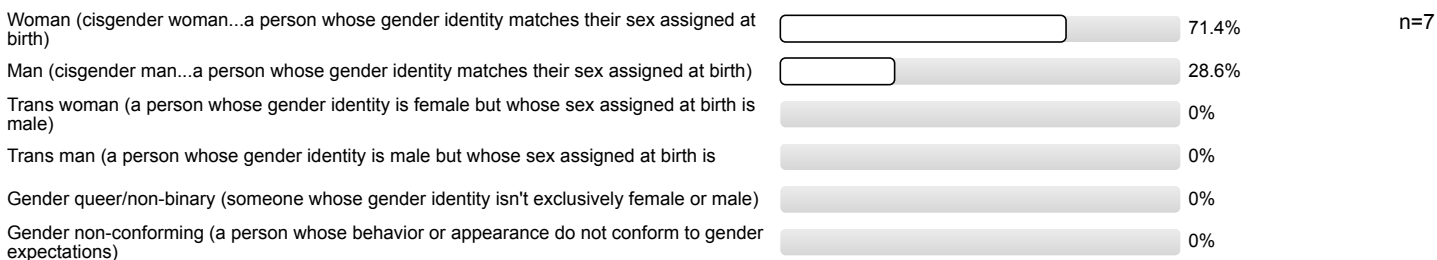 Woman (cisgender woman...a person whose gender identity matches their sex assigned at
birth)
71.4%
n=7
Man (cisgender man...a person whose gender identity matches their sex assigned at birth)
28.6%
Trans woman (a person whose gender identity is female but whose sex assigned at birth is
male)
0%
Trans man (a person whose gender identity is male but whose sex assigned at birth is
0%
Gender queer/non-binary (someone whose gender identity isn't exclusively female or male)
0%
Gender non-conforming (a person whose behavior or appearance do not conform to gender
expectations)
0%